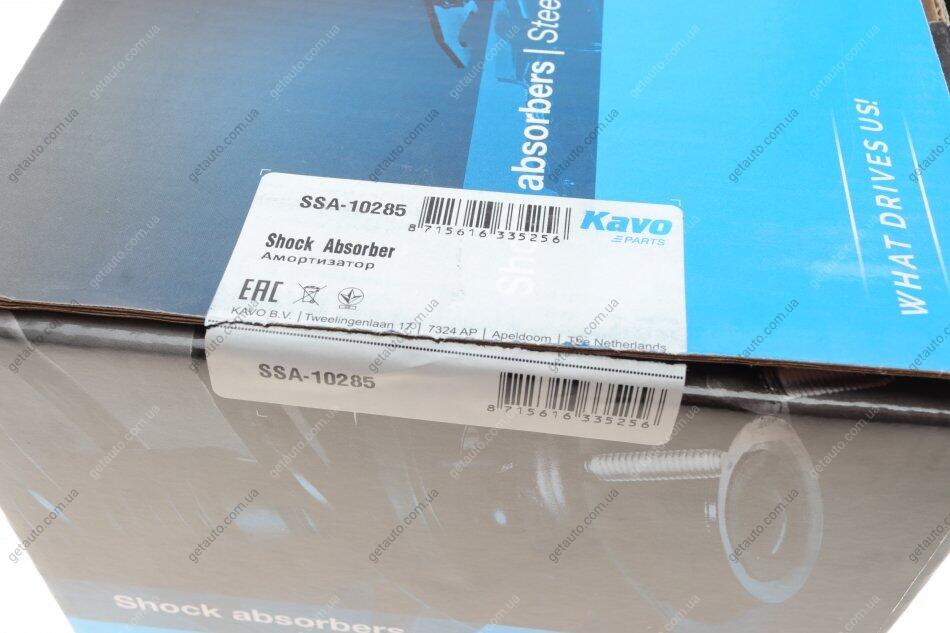 absorbers | Stee
WHAT DRIVES US!
SSA-10285
8 715616 335256
Kavo
PARTS
Shock Absorber
Амортизатор
EAC
KAVO B.V. | Tweelingenlaan 17 | 7324 AP | Apeldoorn | The Netherlands
SSA-10285
8 715616 335256
Shock absorbers
getauto.com.ua